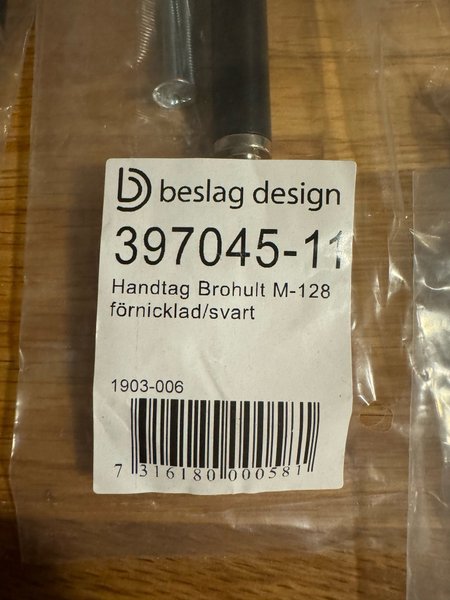 beslag design
397045-11
Handtag Brohult M-128
förnicklad/svart
1903-006
7 316180 000581